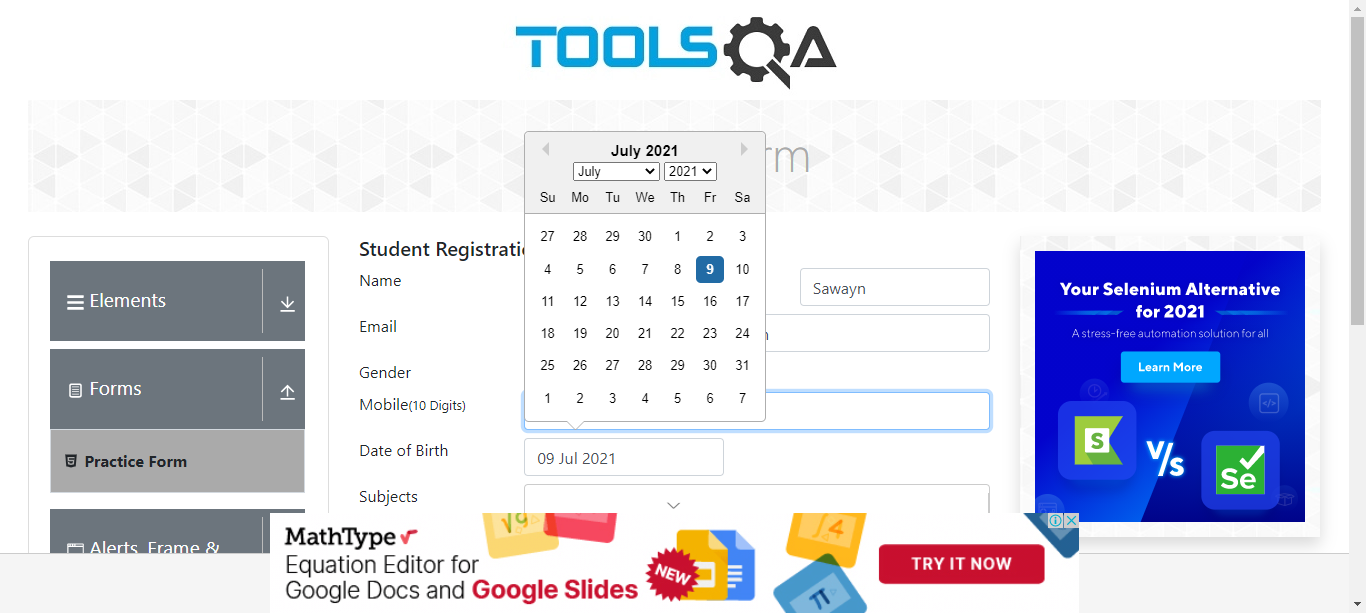 TOOLSQA
rm
July 2021
July 2021
Su Mo Tu We Th Fr Sa
27 28 29 30 1 2 3
4 5 6 7 8 9 10
11 12 13 14 15 16 17
18 19 20 21 22 23 24
25 26 27 28 29 30 31
1 2 3 4 5 6 7
Elements
Forms
Practice Form
Alerts, Frame &
Student Registrati
Name
Sawayn
Email
Gender
Mobile(10 Digits)
Date of Birth
09 Jul 2021
Subjects
Your Selenium Alternative
for 2021
A stress-free automation solution for all
Learn More
S
V/s
Se
MathType
Equation Editor for
Google Docs and Google Slides
NEW
√9
π
TRY IT NOW